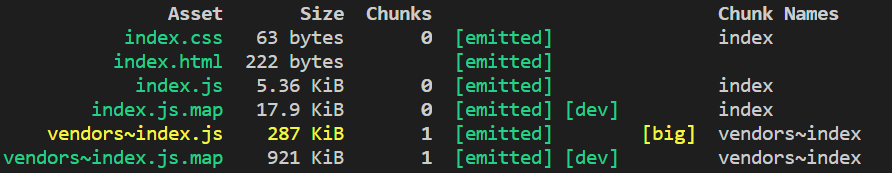 Asset Size Chunks Chunk Names
index.css 63 bytes 0 [emitted] index
index.html 222 bytes [emitted]
index.js 5.36 KiB 0 [emitted] index
index.js.map 17.9 KiB 0 [emitted] [dev] index
vendors~index.js 287 KiB 1 [emitted] [big] vendors~index
vendors~index.js.map 921 KiB 1 [emitted] [dev] vendors~index